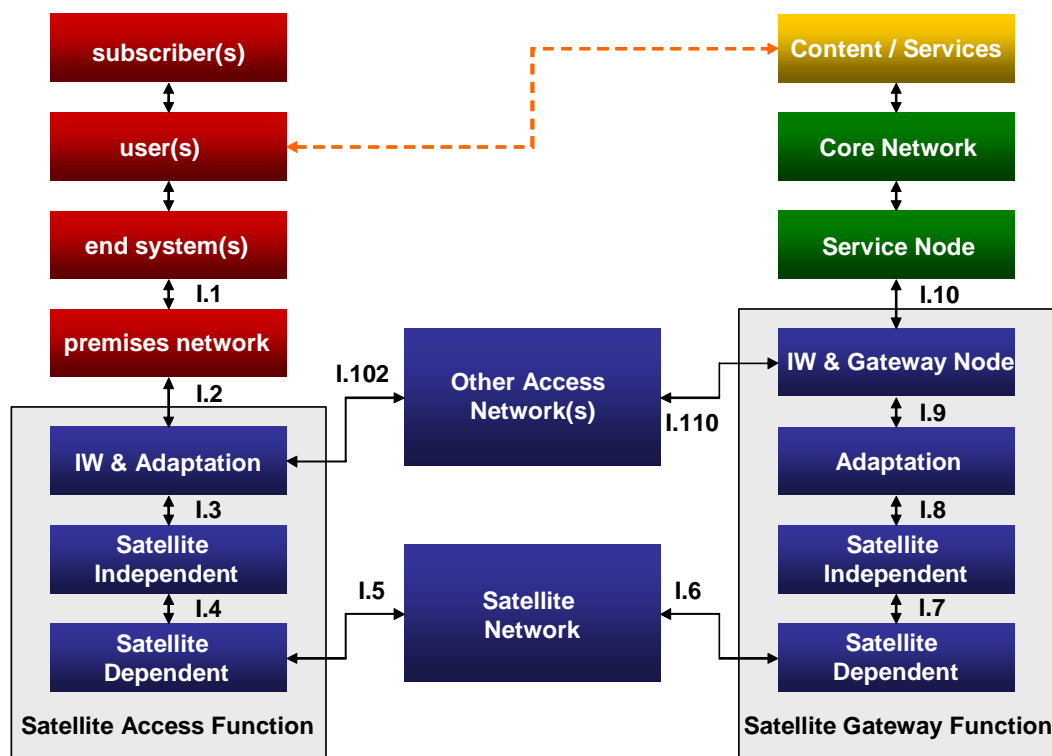 subscriber(s)
Content / Services
user(s)
Core Network
end system(s)
Service Node
I.1
I.10
premises network
Other Access
Network(s)
IW & Gateway Node
I.102
I.2
I.110
I.9
IW & Adaptation
Adaptation
I.3
I.8
Satellite
Independent
Satellite
Independent
I.5
Satellite
Network
I.6
I.4
I.7
Satellite
Dependent
Satellite
Dependent
Satellite Access Function
Satellite Gateway Function